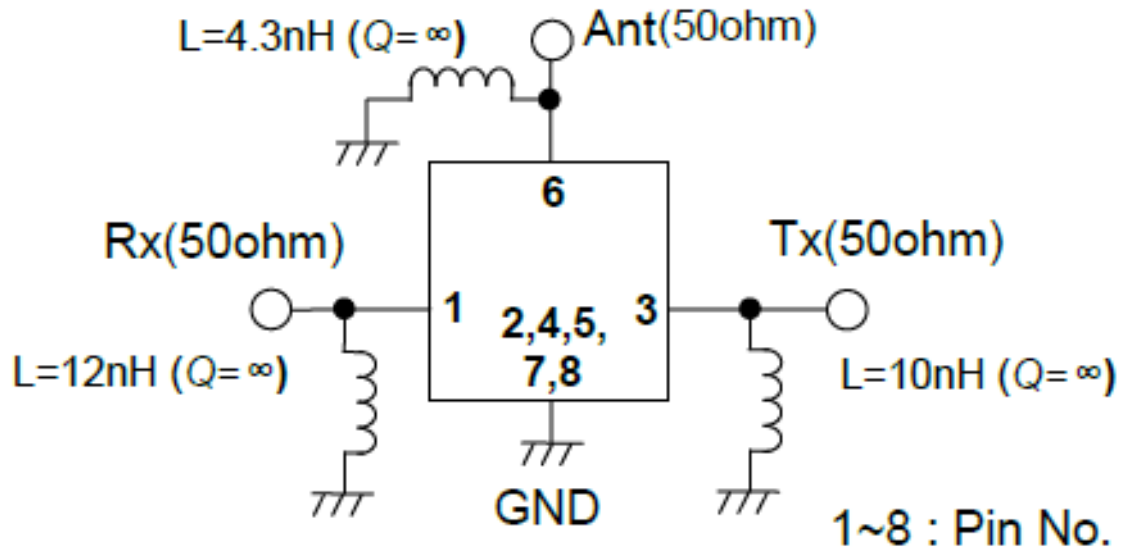 L=4.3nH (Q=∞)
Ant(50ohm)
6
Rx(50ohm)
Tx(50ohm)
1
2,4,5,
7,8
3
L=12nH (Q=∞)
L=10nH (Q=∞)
GND
1~8 : Pin No.